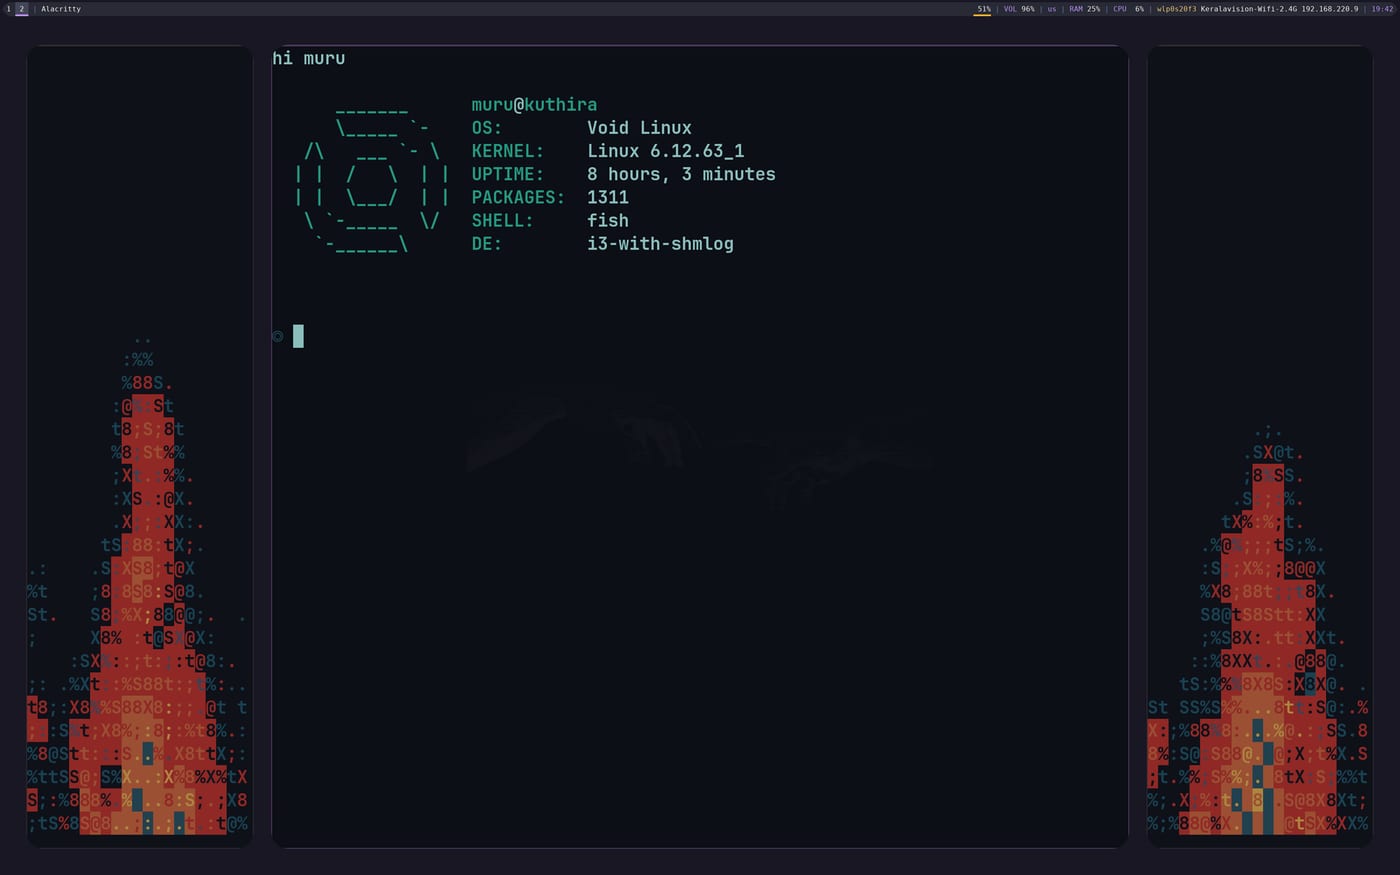 1 2 | Alacritty
51% | VOL 96% | us | RAM 25% | CPU 6% | wlp0s20f3 Keralavision-Wifi-2.4G 192.168.220.9 | 19:42
hi muru
muru@kuthira
OS: Void Linux
KERNEL: Linux 6.12.63_1
UPTIME: 8 hours, 3 minutes
PACKAGES: 1311
SHELL: fish
DE: i3-with-shmlog